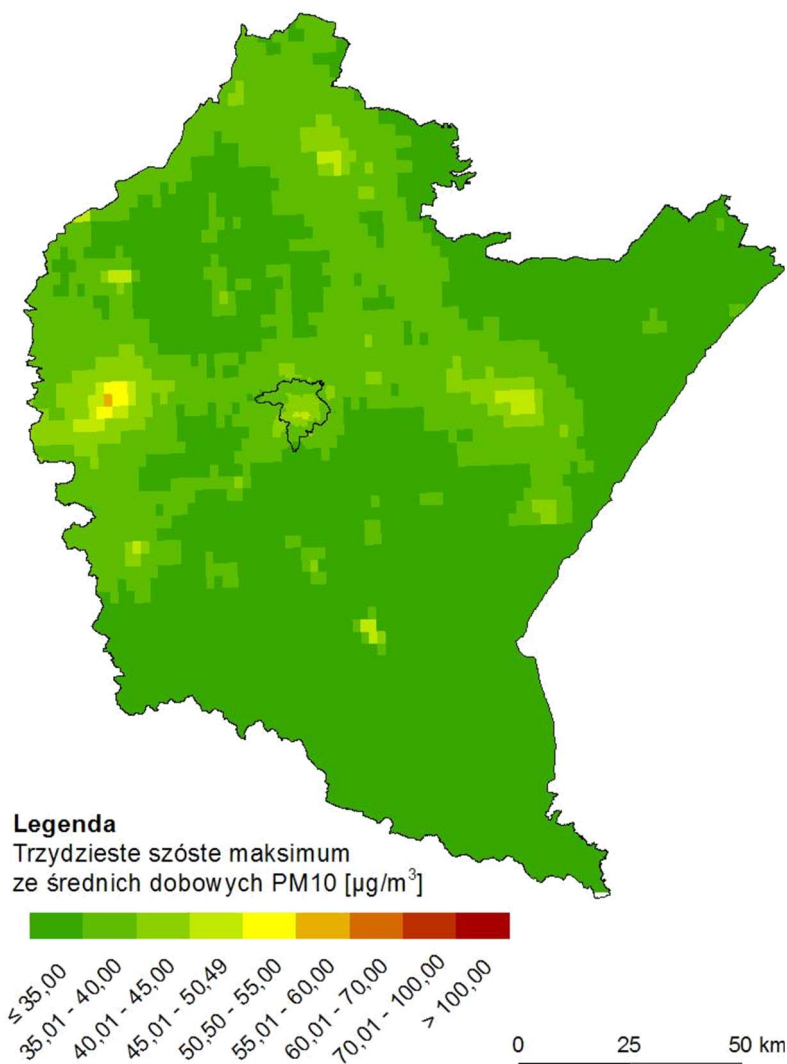 Legenda
Trzydzieste szóste maksimum
ze średnich dobowych PM10 [µg/m³]
≤ 35,00
35,01 - 40,00
40,01 - 45,00
45,01 - 50,49
50,50 - 55,00
55,01 - 60,00
60,01 - 70,00
70,01 - 100,00
> 100,00
0 25 50 km